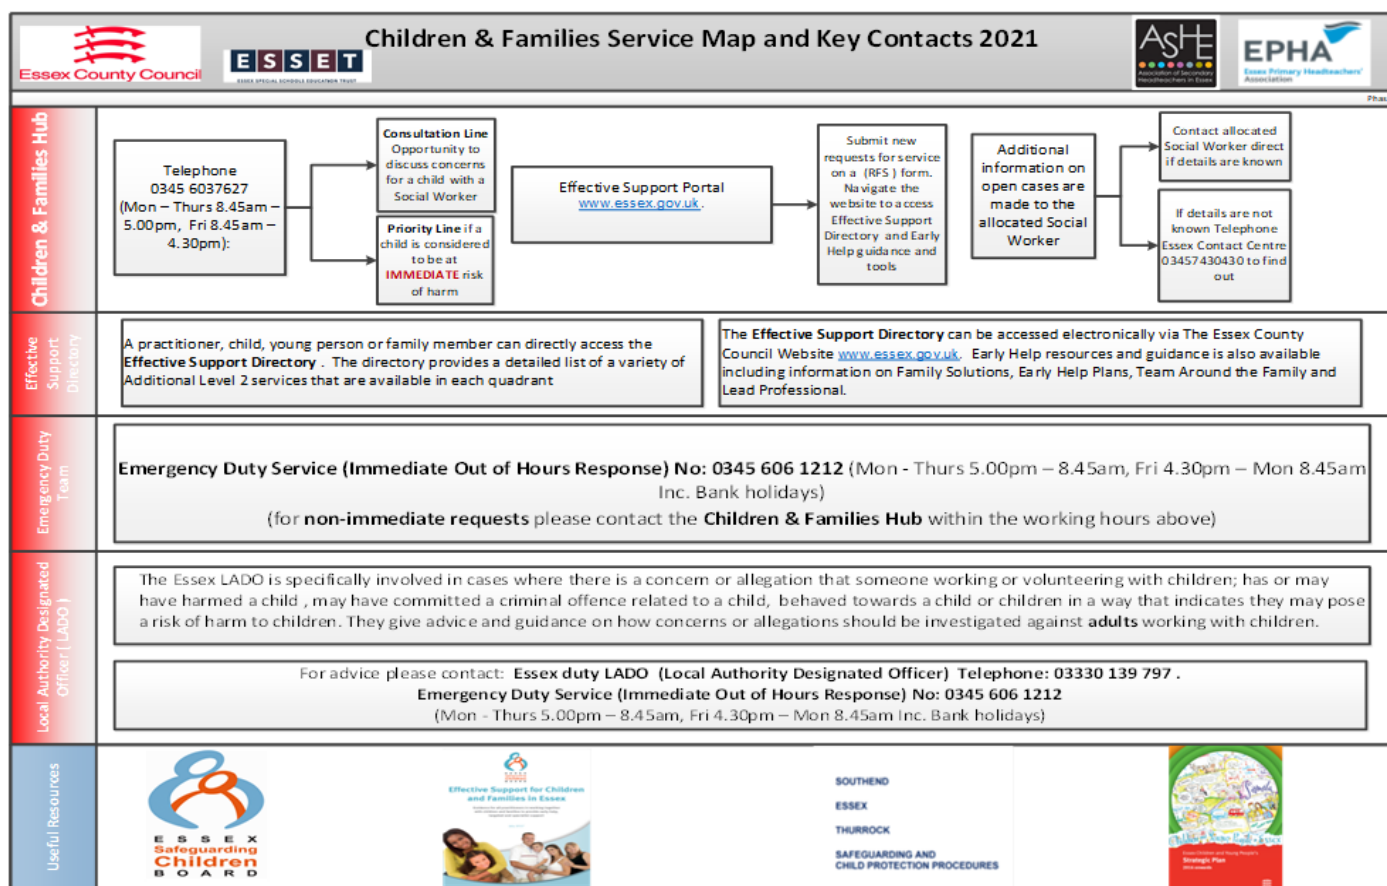 Essex County Council
ESSET
ESSEX SPECIAL SCHOOLS EDUCATION TRUST
Children & Families Service Map and Key Contacts 2021
ASHE
Association of Secondary
Headteachers in Essex
EPHA
Essex Primary Headteachers'
Association
Children & Families Hub
Telephone
0345 6037627
(Mon – Thurs 8.45am –
5.00pm, Fri 8.45am –
4.30pm):
Consultation Line
Opportunity to
discuss concerns
for a child with a
Social Worker
Priority Line if a
child is considered
to be at
IMMEDIATE risk
of harm
Effective Support Portal
www.essex.gov.uk .
Submit new
requests for service
on a (RFS ) form.
Navigate the
website to access
Effective Support
Directory and Early
Help guidance and
tools
Additional
information on
open cases are
made to the
allocated Social
Worker
Contact allocated
Social Worker direct
if details are known
If details are not
known Telephone
Essex Contact Centre
03457430430 to find
out
Effective
Support
Directory
A practitioner, child, young person or family member can directly access the
Effective Support Directory . The directory provides a detailed list of a variety of
Additional Level 2 services that are available in each quadrant
The Effective Support Directory can be accessed electronically via The Essex County
Council Website www.essex.gov.uk. Early Help resources and guidance is also available
including information on Family Solutions, Early Help Plans, Team Around the Family and
Lead Professional.
Emergency Duty
Team
Emergency Duty Service (Immediate Out of Hours Response) No: 0345 606 1212 (Mon - Thurs 5.00pm – 8.45am, Fri 4.30pm – Mon 8.45am
Inc. Bank holidays)
(for non-immediate requests please contact the Children & Families Hub within the working hours above)
Local Authority Designated
Officer ( LADO )
The Essex LADO is specifically involved in cases where there is a concern or allegation that someone working or volunteering with children; has or may
have harmed a child , may have committed a criminal offence related to a child, behaved towards a child or children in a way that indicates they may pose
a risk of harm to children. They give advice and guidance on how concerns or allegations should be investigated against adults working with children.
For advice please contact: Essex duty LADO (Local Authority Designated Officer) Telephone: 03330 139 797 .
Emergency Duty Service (Immediate Out of Hours Response) No: 0345 606 1212
(Mon - Thurs 5.00pm – 8.45am, Fri 4.30pm – Mon 8.45am Inc. Bank holidays)
Useful Resources
ESSEX
Safeguarding
Children
BOARD
Effective Support for Children
and Families in Essex
SOUTHEND
ESSEX
THURROCK
SAFEGUARDING AND
CHILD PROTECTION PROCEDURES
Essex Children and Young People's
Strategic Plan